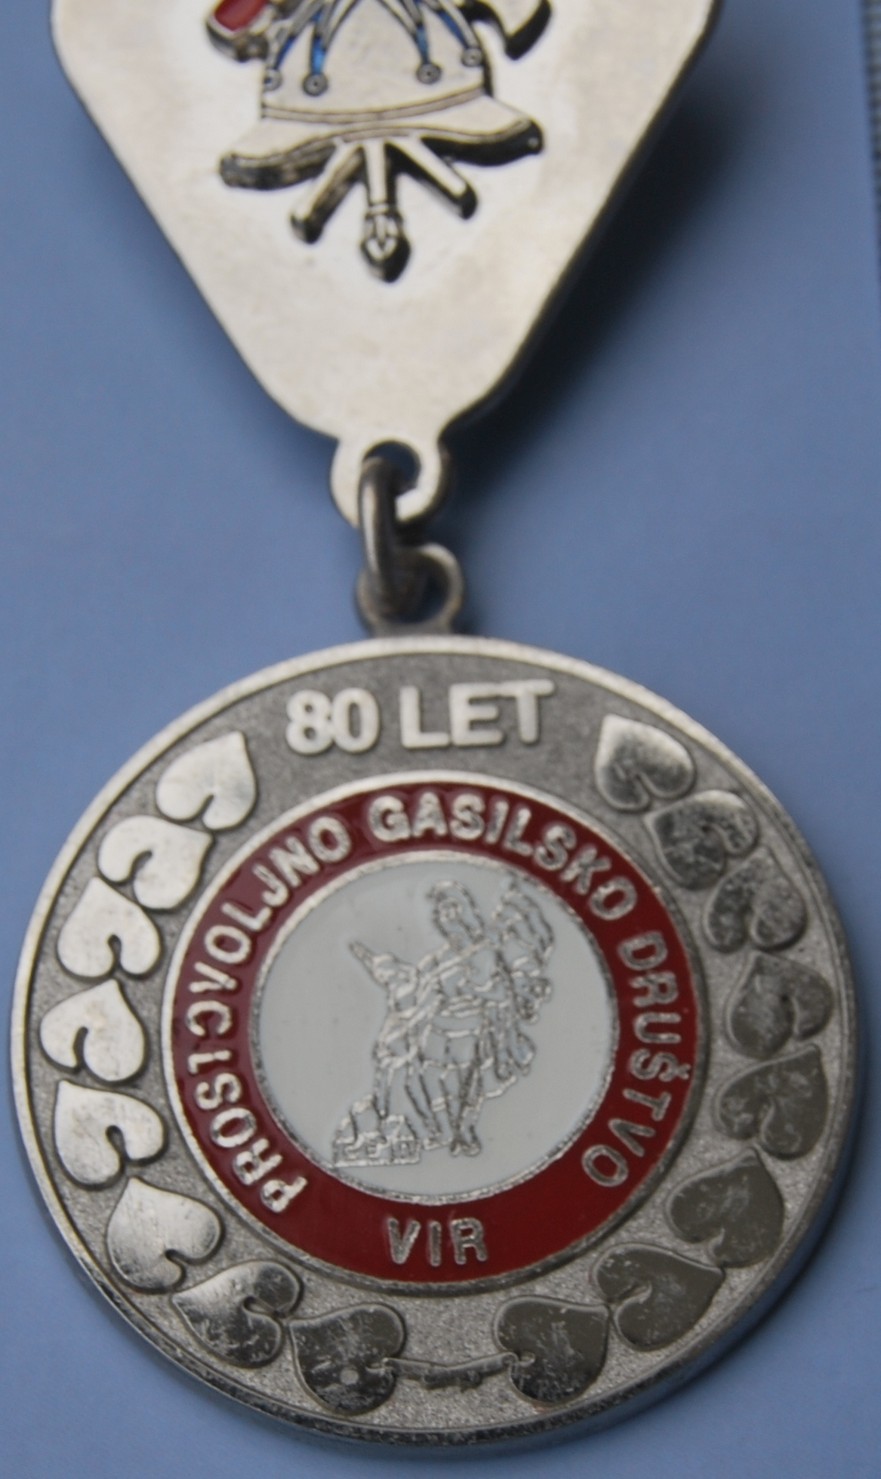 80 LET
PROSTOVOLJNO GASILSKO DRUŠTVO
VIR